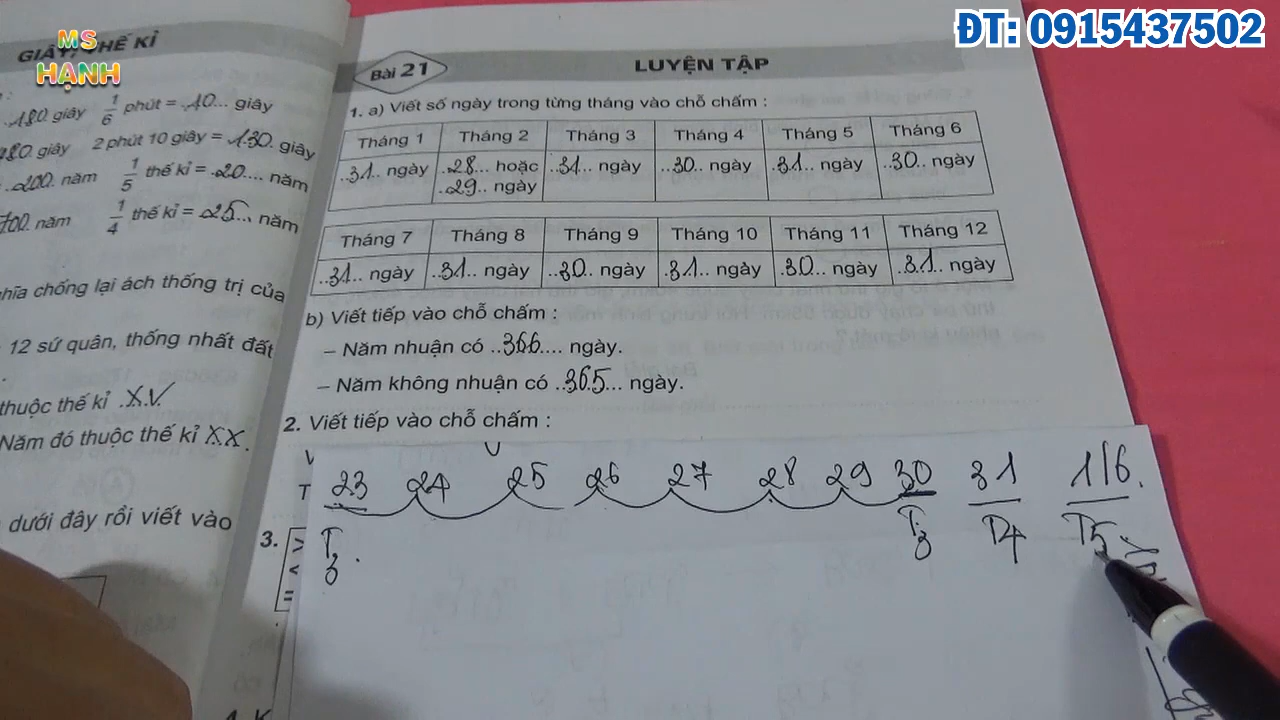 ĐT: 0915437502
MS
HẠNH
GIÂY, THẾ KỈ
.180. giây 1/6 phút = .10... giây
2 phút 10 giây = .130. giây
giây
.200. năm 1/5 thế kỉ = .20.... năm
năm 1/4 thế kỉ = .25... năm
chống lại ách thống trị của
12 sứ quân, thống nhất đất
thuộc thế kỉ .XV
Năm đó thuộc thế kỉ XX.
dưới đây rồi viết vào
Bài 21
LUYỆN TẬP
1. a) Viết số ngày trong từng tháng vào chỗ chấm :
Tháng 1 Tháng 2 Tháng 3 Tháng 4 Tháng 5 Tháng 6
..31.. ngày .28... hoặc ..31.. ngày ..30.. ngày .31.. ngày ..30.. ngày
.29.. ngày
Tháng 7 Tháng 8 Tháng 9 Tháng 10 Tháng 11 Tháng 12
..31.. ngày ..31.. ngày ..30.. ngày .31.. ngày .30... ngày .31.. ngày
b) Viết tiếp vào chỗ chấm :
– Năm nhuận có ..366.... ngày.
– Năm không nhuận có ..365... ngày.
2. Viết tiếp vào chỗ chấm :
23 24 25 26 27 28 29 30 31 1/6.
T3. T3 T4 T5
3. >
<
=